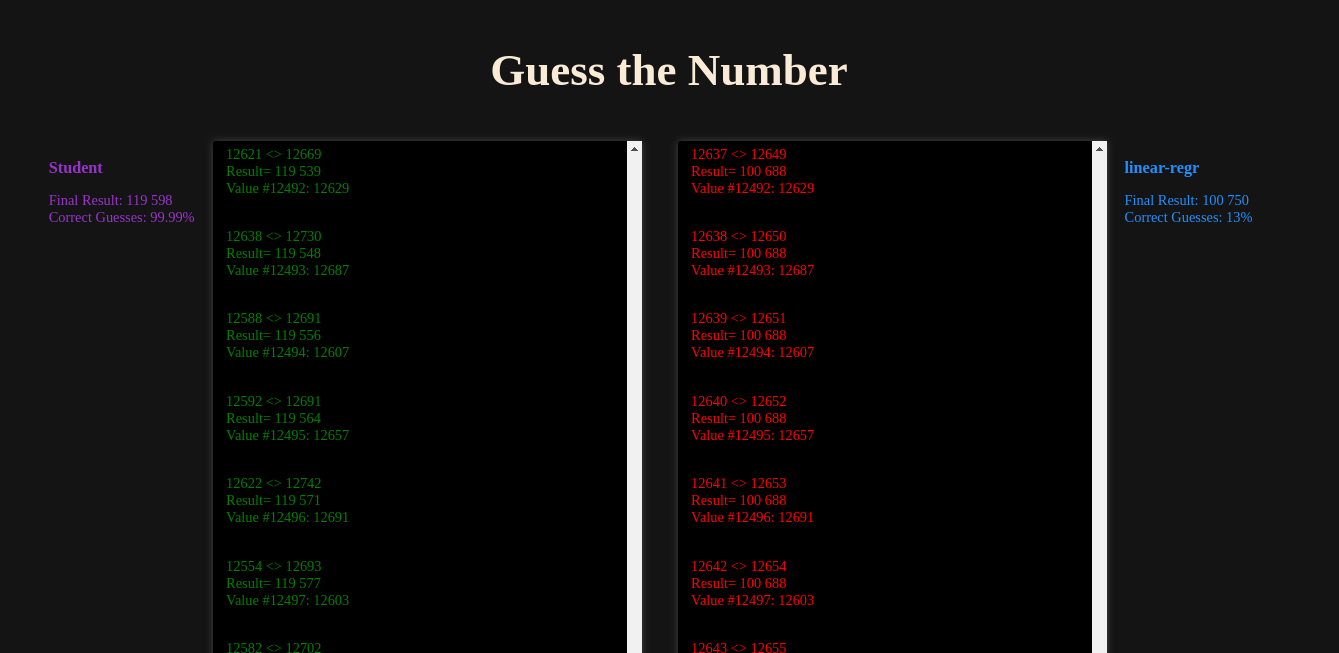 Guess the Number
Student
Final Result: 119 598
Correct Guesses: 99.99%
12621 <> 12669
Result= 119 539
Value #12492: 12629
12638 <> 12730
Result= 119 548
Value #12493: 12687
12588 <> 12691
Result= 119 556
Value #12494: 12607
12592 <> 12691
Result= 119 564
Value #12495: 12657
12622 <> 12742
Result= 119 571
Value #12496: 12691
12554 <> 12693
Result= 119 577
Value #12497: 12603
12582 <> 12702
12637 <> 12649
Result= 100 688
Value #12492: 12629
12638 <> 12650
Result= 100 688
Value #12493: 12687
12639 <> 12651
Result= 100 688
Value #12494: 12607
12640 <> 12652
Result= 100 688
Value #12495: 12657
12641 <> 12653
Result= 100 688
Value #12496: 12691
12642 <> 12654
Result= 100 688
Value #12497: 12603
12643 <> 12655
linear-regr
Final Result: 100 750
Correct Guesses: 13%